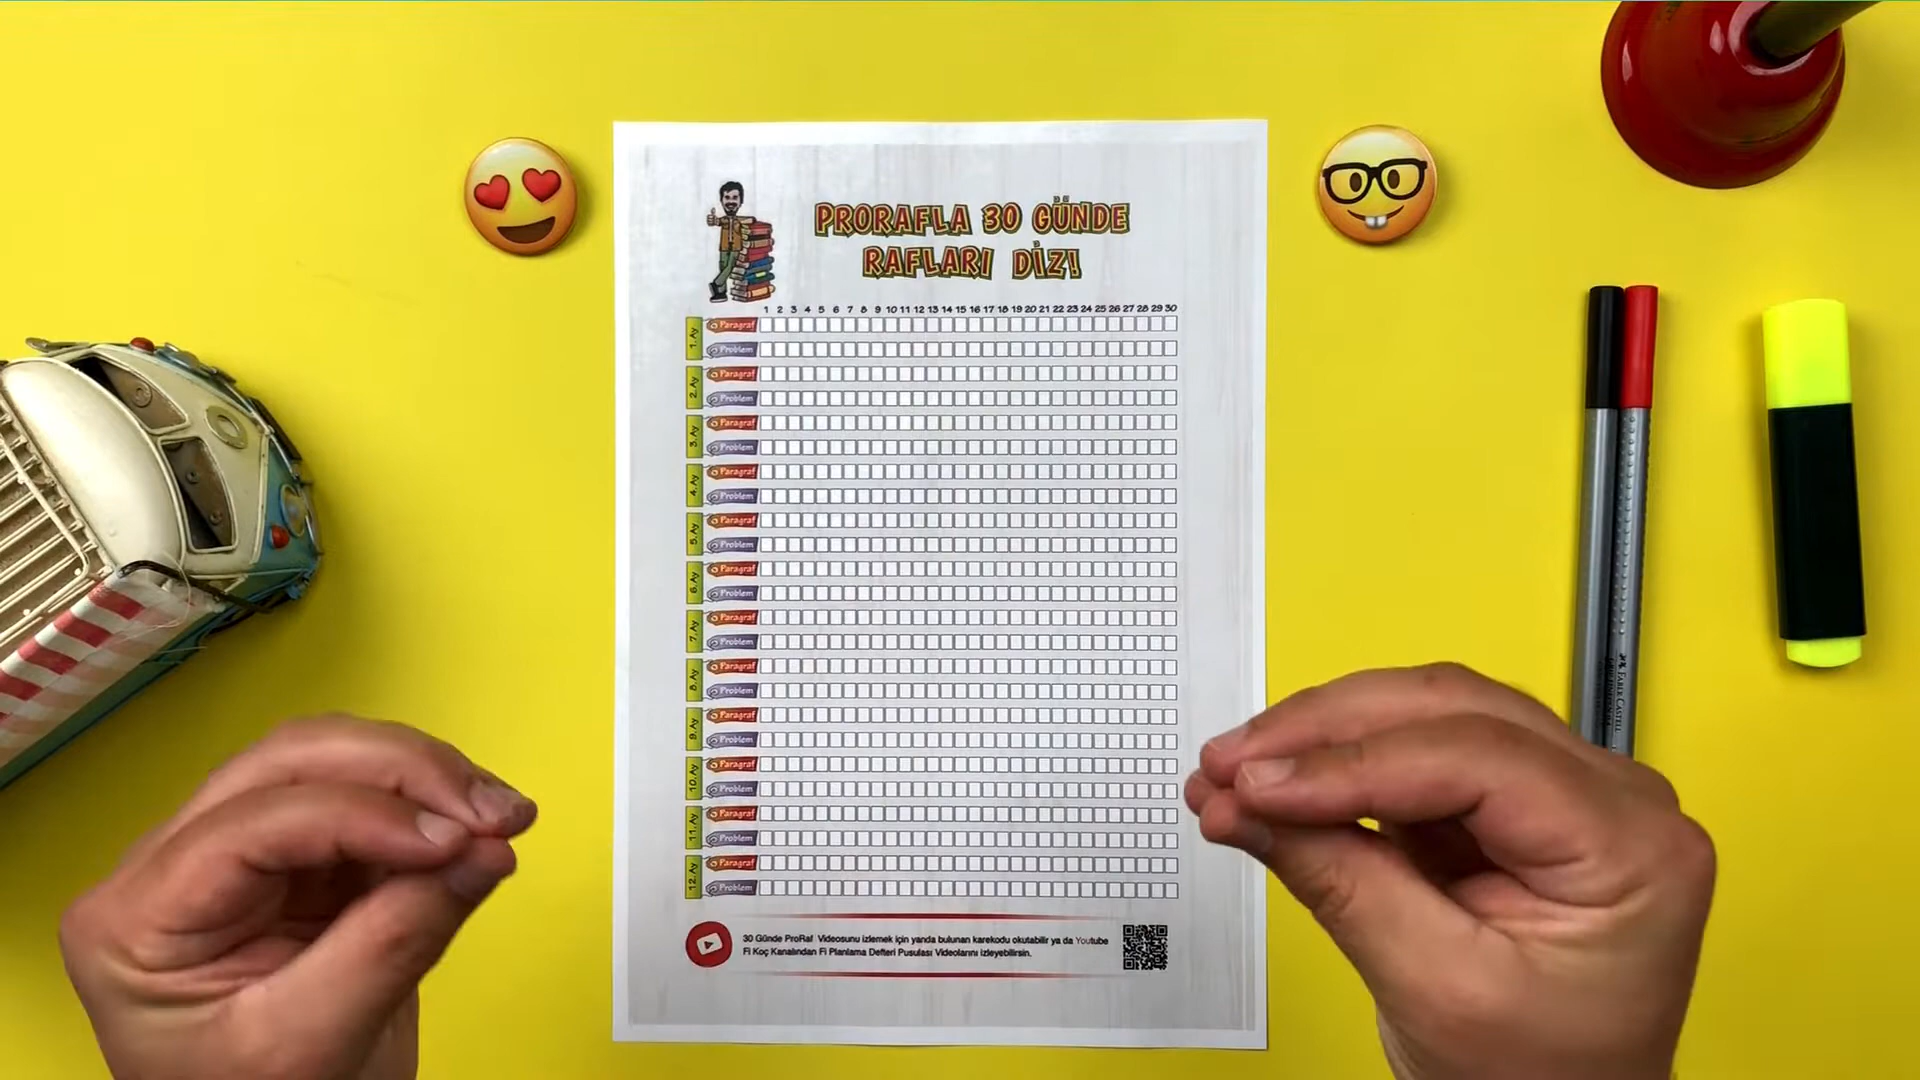 PRORAFLA 30 GÜNDE
RAFLARI DİZ!
1 2 3 4 5 6 7 8 9 10 11 12 13 14 15 16 17 18 19 20 21 22 23 24 25 26 27 28 29 30
1. Ay
Paragraf
Problem
2. Ay
Paragraf
Problem
3. Ay
Paragraf
Problem
4. Ay
Paragraf
Problem
5. Ay
Paragraf
Problem
6. Ay
Paragraf
Problem
7. Ay
Paragraf
Problem
8. Ay
Paragraf
Problem
9. Ay
Paragraf
Problem
10. Ay
Paragraf
Problem
11. Ay
Paragraf
Problem
12. Ay
Paragraf
Problem
30 Günde ProRaf Videosunu izlemek için yanda bulunan karekodu okutabilir ya da Youtube
Fi Koç Kanalından Fi Planlama Defteri Pusulası Videolarını izleyebilirsin.
FABER-CASTELL